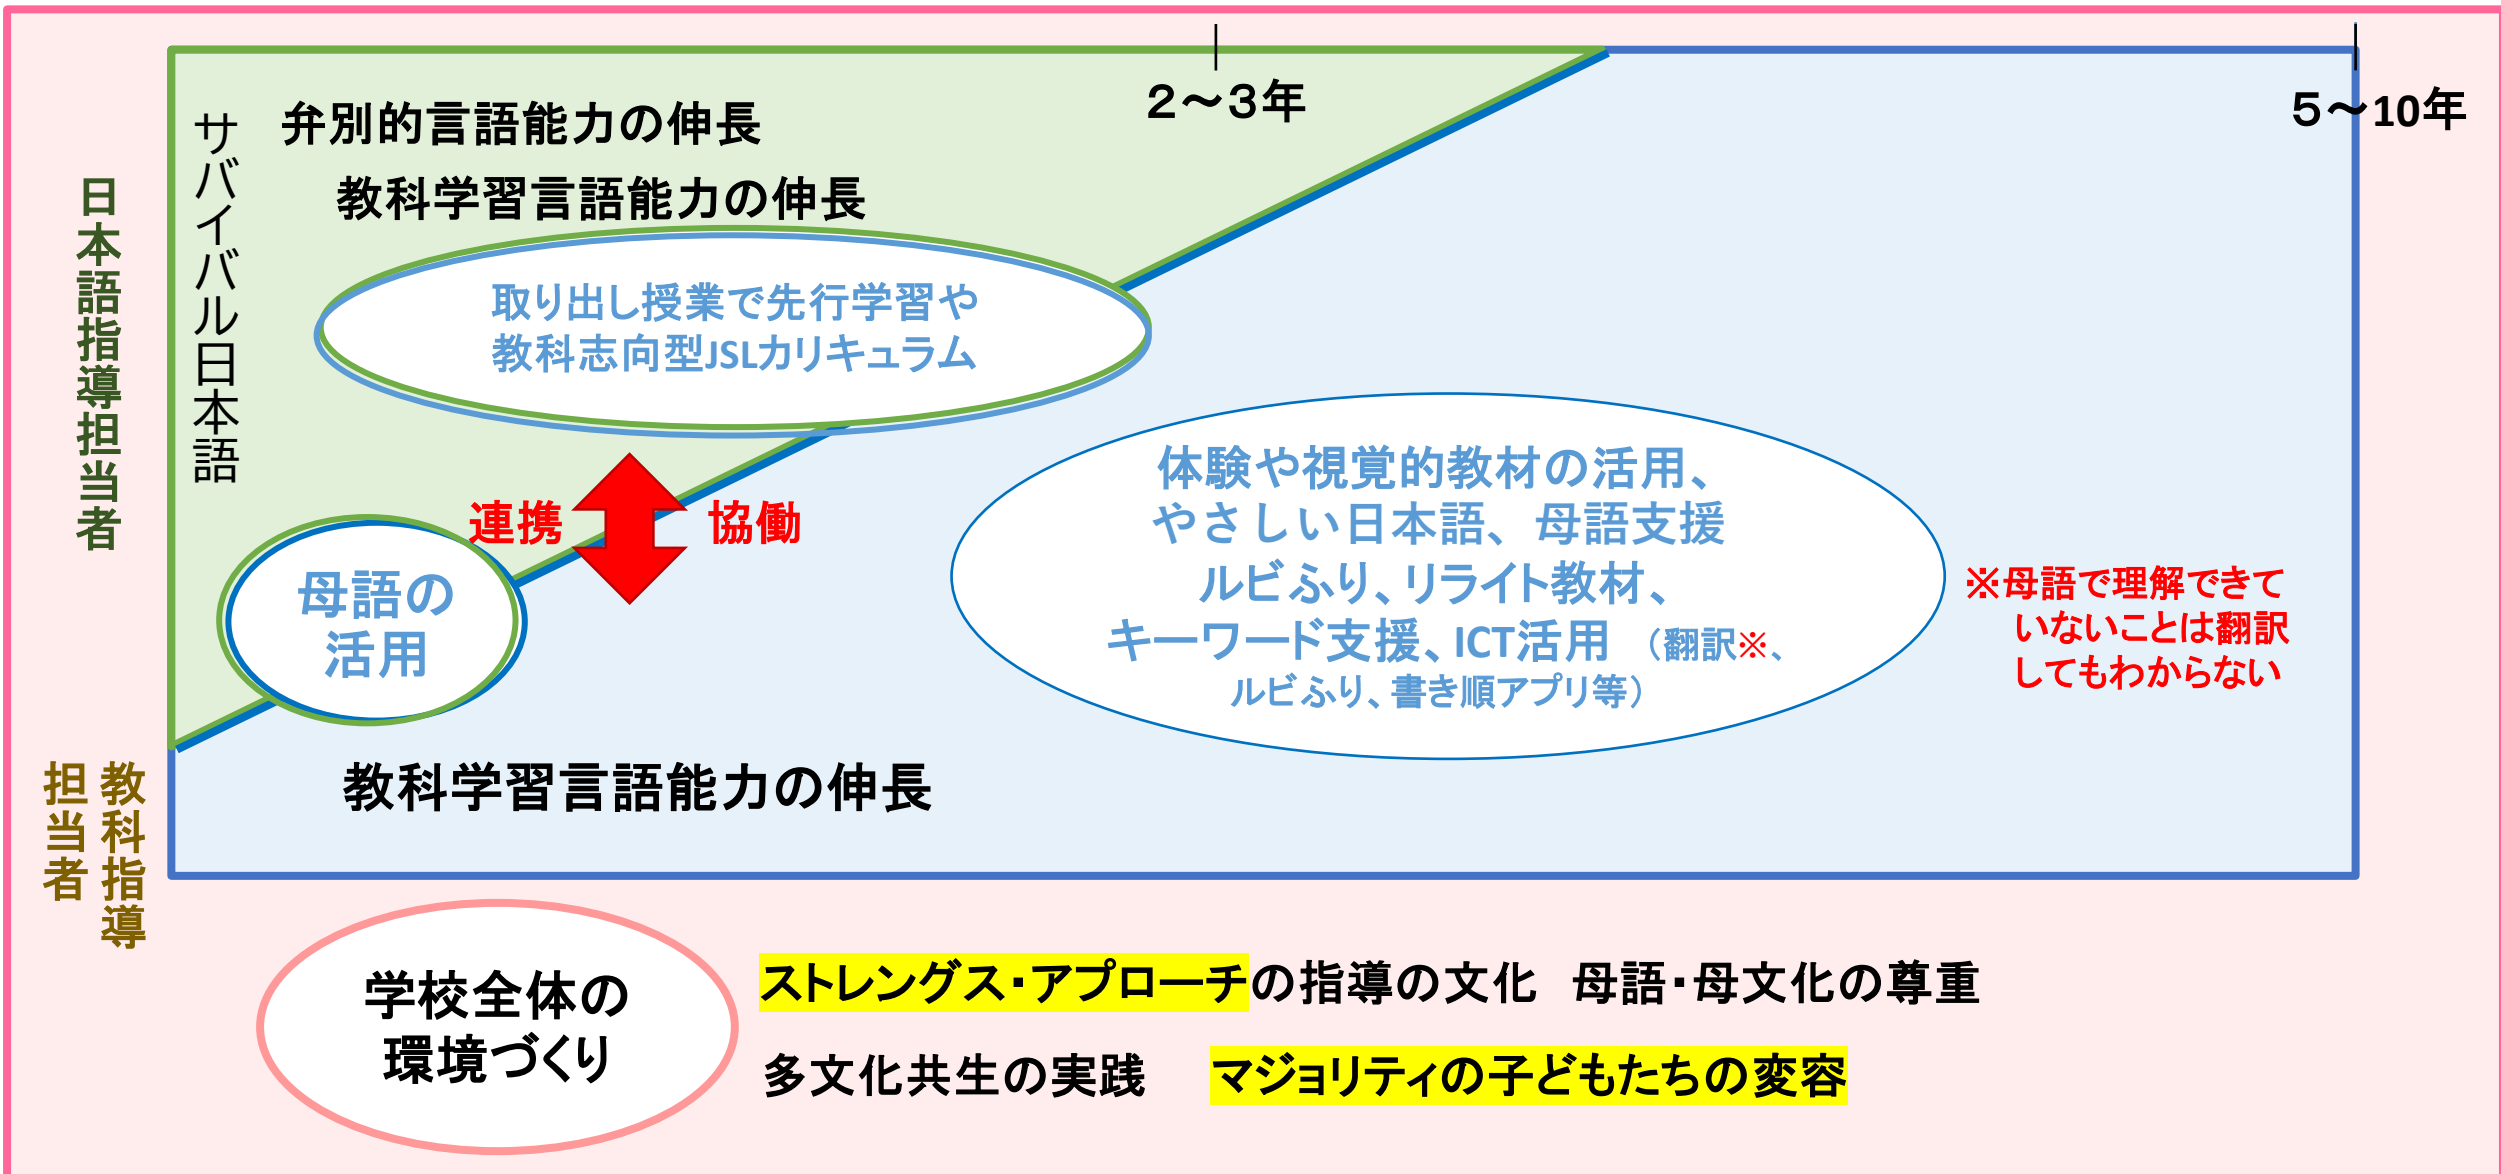 2～3年
5～10年
日本語指導担当者
サバイバル日本語
弁別的言語能力の伸長
教科学習言語能力の伸長
取り出し授業で先行学習や
教科志向型JSLカリキュラム
連携
協働
母語の
活用
体験や視覚的教材の活用、
やさしい日本語、母語支援
ルビふり、リライト教材、
キーワード支援、ICT活用 （翻訳※、
ルビふり、書き順アプリ等）
※母語で理解できて
いないことは翻訳
してもわからない
教科指導
担当者
教科学習言語能力の伸長
学校全体の
環境づくり
ストレングス・アプローチの指導の文化　母語・母文化の尊重
多文化共生の実践　マジョリティの子どもたちの変容